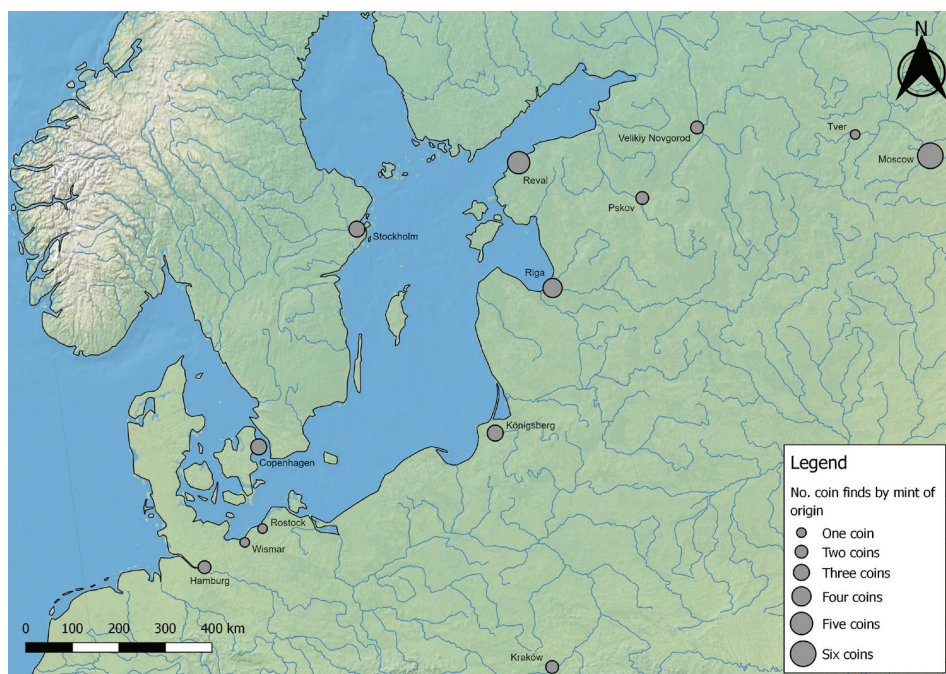 N
Tver
Velikiy Novgorod
Moscow
Reval
Pskov
Stockholm
Riga
Königsberg
Copenhagen
Rostock
Wismar
Hamburg
Kraków
0 100 200 300 400 km
Legend
No. coin finds by mint of
origin
One coin
Two coins
Three coins
Four coins
Five coins
Six coins